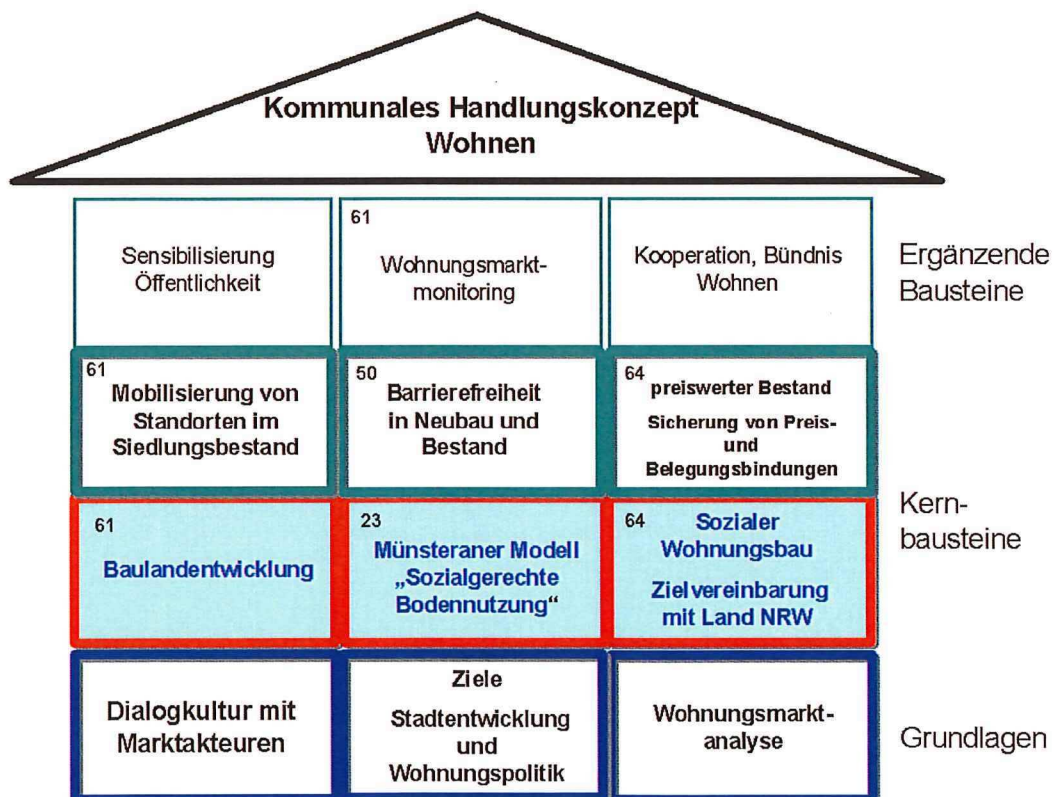 Kommunales Handlungskonzept
Wohnen
Sensibilisierung
Öffentlichkeit
61
Wohnungsmarkt-
monitoring
Kooperation, Bündnis
Wohnen
Ergänzende
Bausteine
61
Mobilisierung von
Standorten im
Siedlungsbestand
50
Barrierefreiheit
in Neubau und
Bestand
64
preiswerter Bestand
Sicherung von Preis-
und
Belegungsbindungen
Kern-
bausteine
61
Baulandentwicklung
23
Münsteraner Modell
„Sozialgerechte
Bodennutzung“
64
Sozialer
Wohnungsbau
Zielvereinbarung
mit Land NRW
Dialogkultur mit
Marktakteuren
Ziele
Stadtentwicklung
und
Wohnungspolitik
Wohnungsmarkt-
analyse
Grundlagen